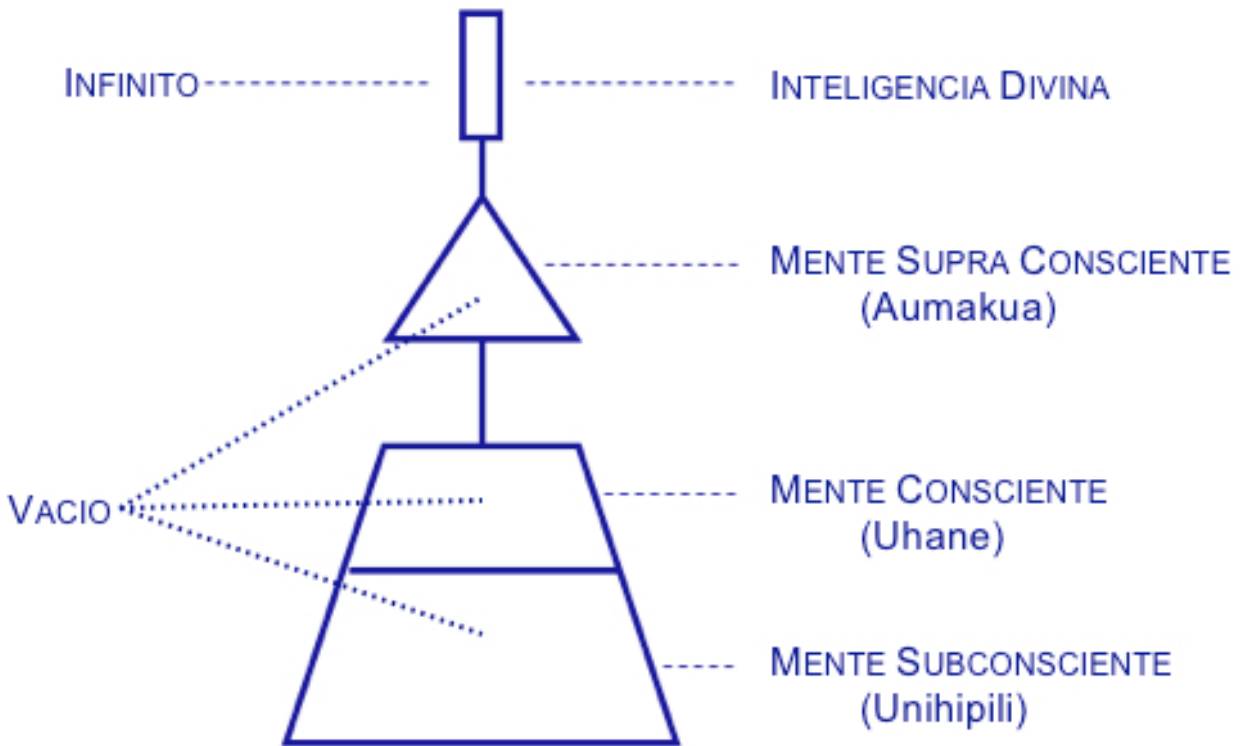 INFINITO
INTELIGENCIA DIVINA
MENTE SUPRA CONSCIENTE
(Aumakua)
VACIO
MENTE CONSCIENTE
(Uhane)
MENTE SUBCONSCIENTE
(Unihipili)